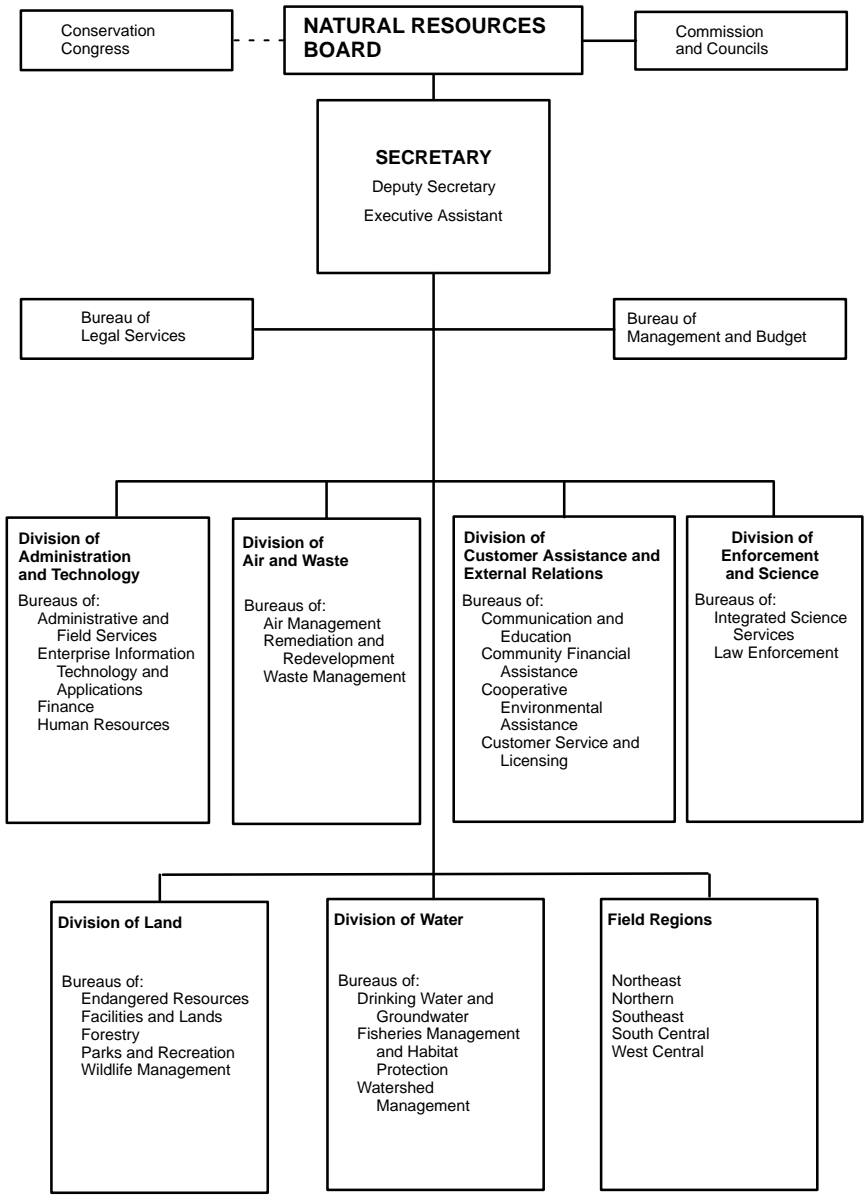 Conservation
Congress
NATURAL RESOURCES
BOARD
Commission
and Councils
SECRETARY
Deputy Secretary
Executive Assistant
Bureau of
Legal Services
Bureau of
Management and Budget
Division of
Administration
and Technology
Bureaus of:
Administrative and
Field Services
Enterprise Information
Technology and
Applications
Finance
Human Resources
Division of
Air and Waste
Bureaus of:
Air Management
Remediation and
Redevelopment
Waste Management
Division of
Customer Assistance and
External Relations
Bureaus of:
Communication and
Education
Community Financial
Assistance
Cooperative
Environmental
Assistance
Customer Service and
Licensing
Division of
Enforcement
and Science
Bureaus of:
Integrated Science
Services
Law Enforcement
Division of Land
Bureaus of:
Endangered Resources
Facilities and Lands
Forestry
Parks and Recreation
Wildlife Management
Division of Water
Bureaus of:
Drinking Water and
Groundwater
Fisheries Management
and Habitat
Protection
Watershed
Management
Field Regions
Northeast
Northern
Southeast
South Central
West Central